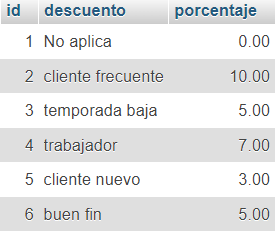 id descuento porcentaje
1 No aplica 0.00
2 cliente frecuente 10.00
3 temporada baja 5.00
4 trabajador 7.00
5 cliente nuevo 3.00
6 buen fin 5.00